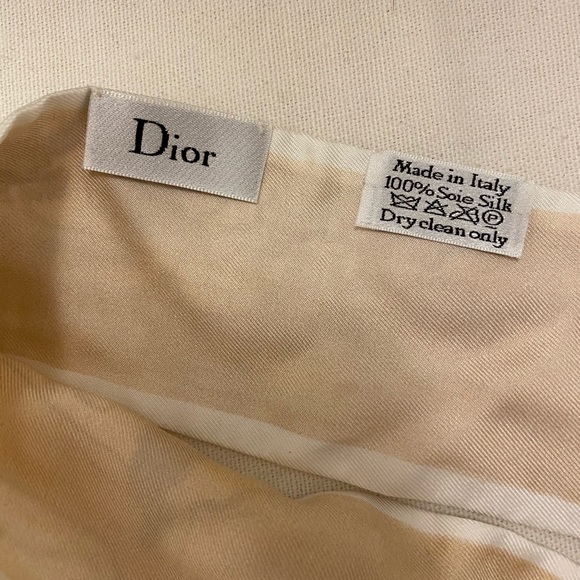 Dior
Made in Italy
100% Soie Silk
P
Dry clean only